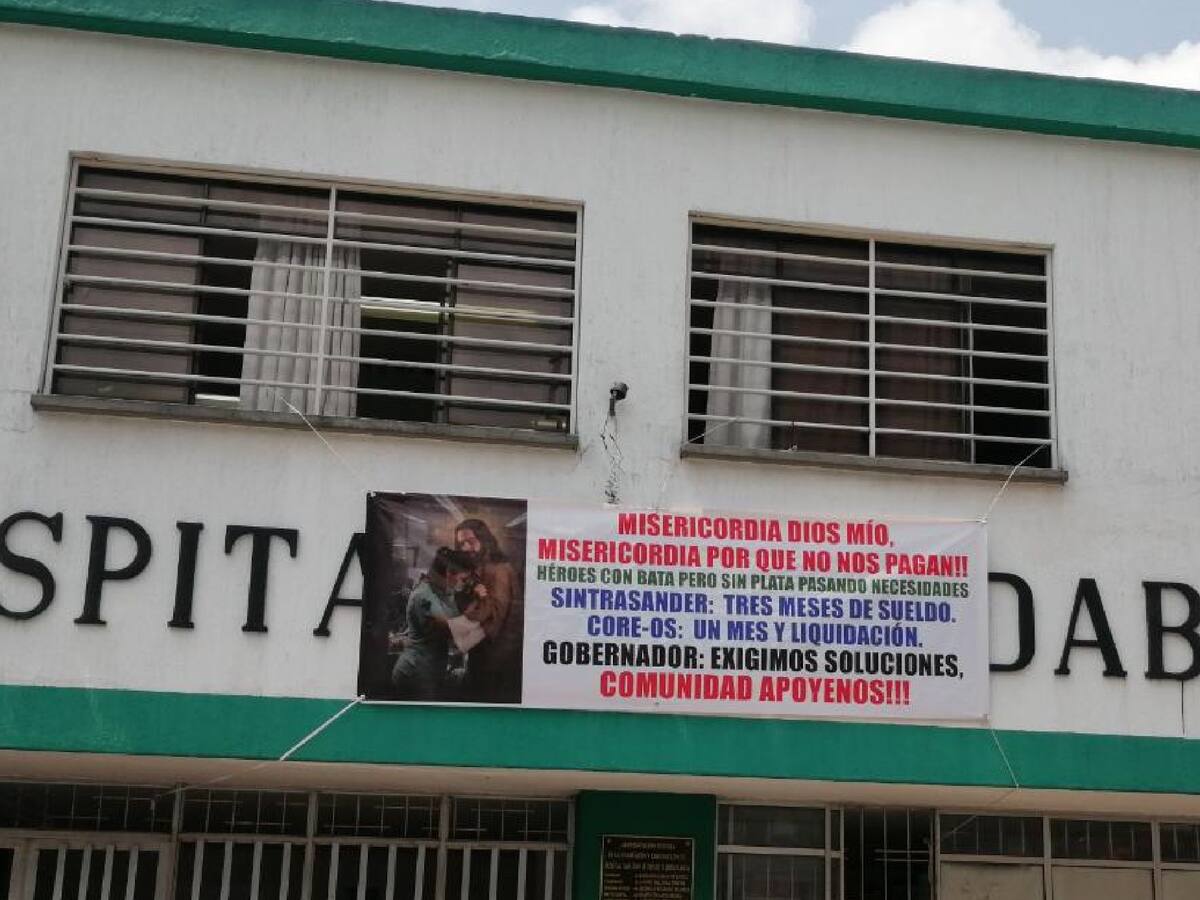 SPITA DAB
MISERICORDIA DIOS MÍO,
MISERICORDIA POR QUE NO NOS PAGAN!!
HÉROES CON BATA PERO SIN PLATA PASANDO NECESIDADES
SINTRASANDER: TRES MESES DE SUELDO.
CORE-OS: UN MES Y LIQUIDACIÓN.
GOBERNADOR: EXIGIMOS SOLUCIONES,
COMUNIDAD APOYENOS!!!